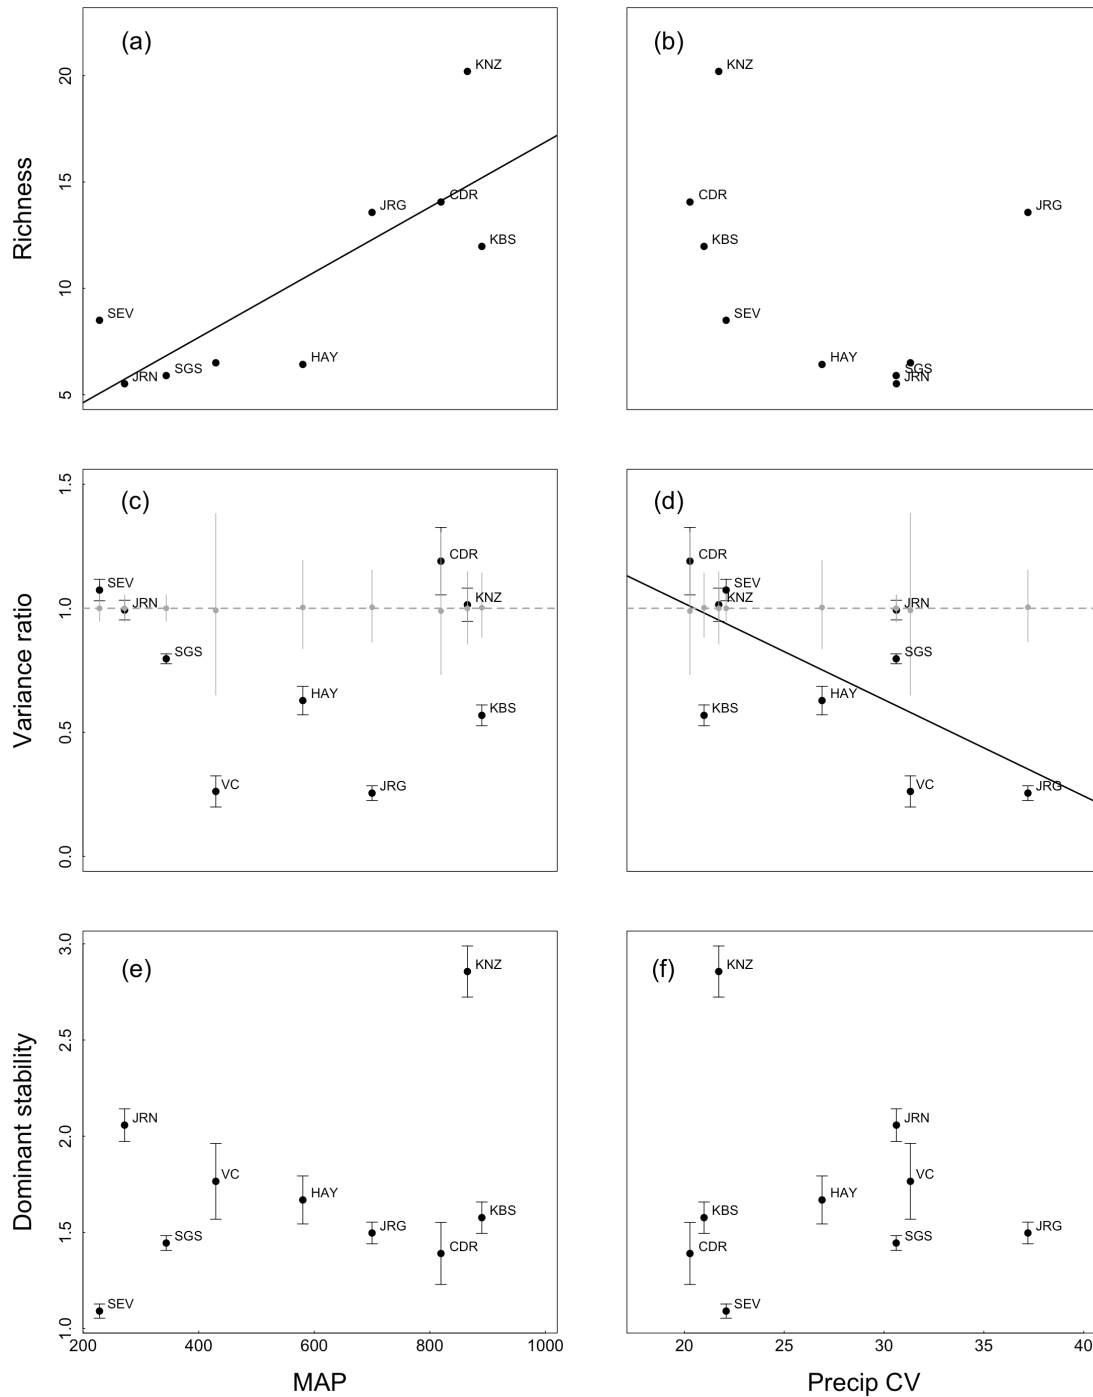 (a)
KNZ
JRG
CDR
KBS
SEV
JRN
SGS
HAY
5
10
15
20
Richness
(b)
KNZ
CDR
KBS
JRG
SEV
HAY
SGS
JRN
(c)
SEV
JRN
SGS
VC
HAY
JRG
CDR
KNZ
KBS
0.0
0.5
1.0
1.5
Variance ratio
(d)
CDR
SEV
KNZ
JRN
SGS
KBS
HAY
VC
JRG
(e)
KNZ
JRN
VC
HAY
SGS
JRG
KBS
CDR
SEV
1.0
1.5
2.0
2.5
3.0
Dominant stability
200 400 600 800 1000
MAP
(f)
KNZ
JRN
VC
HAY
KBS
CDR
SGS
JRG
SEV
20 25 30 35 40
Precip CV